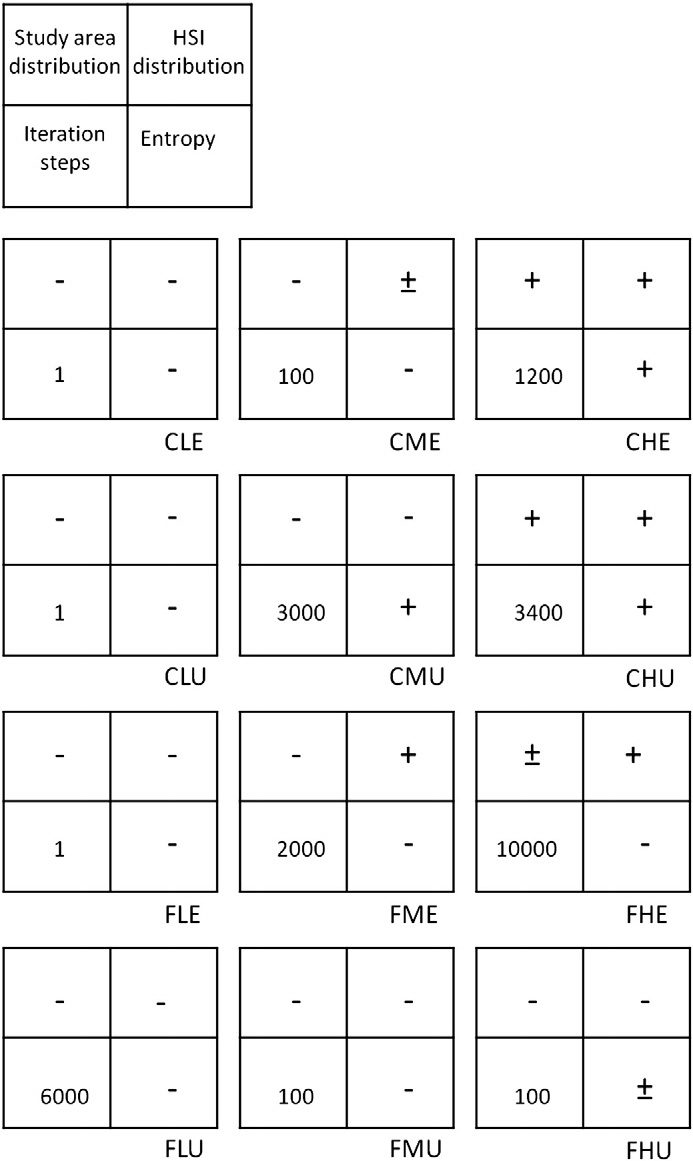 Study area
distribution
HSI
distribution
Iteration
steps
Entropy
- - - ± + +
1 - 100 - 1200 +
CLE CME CHE
- - - - + +
1 - 3000 + 3400 +
CLU CMU CHU
- - - + ± +
1 - 2000 - 10000 -
FLE FME FHE
- - - - - -
6000 - 100 - 100 ±
FLU FMU FHU